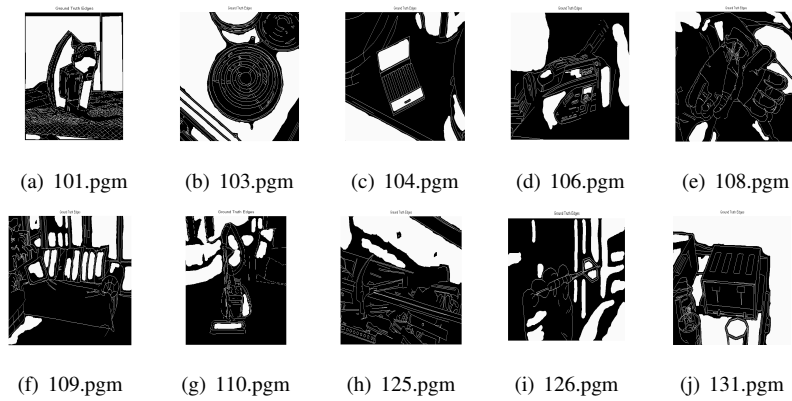 Ground Truth Edges
Ground Truth Edges
Ground Truth Edges
Ground Truth Edges
Ground Truth Edges
(a) 101.pgm
(b) 103.pgm
(c) 104.pgm
(d) 106.pgm
(e) 108.pgm
Ground Truth Edges
Ground Truth Edges
Ground Truth Edges
Ground Truth Edges
Ground Truth Edges
(f) 109.pgm
(g) 110.pgm
(h) 125.pgm
(i) 126.pgm
(j) 131.pgm